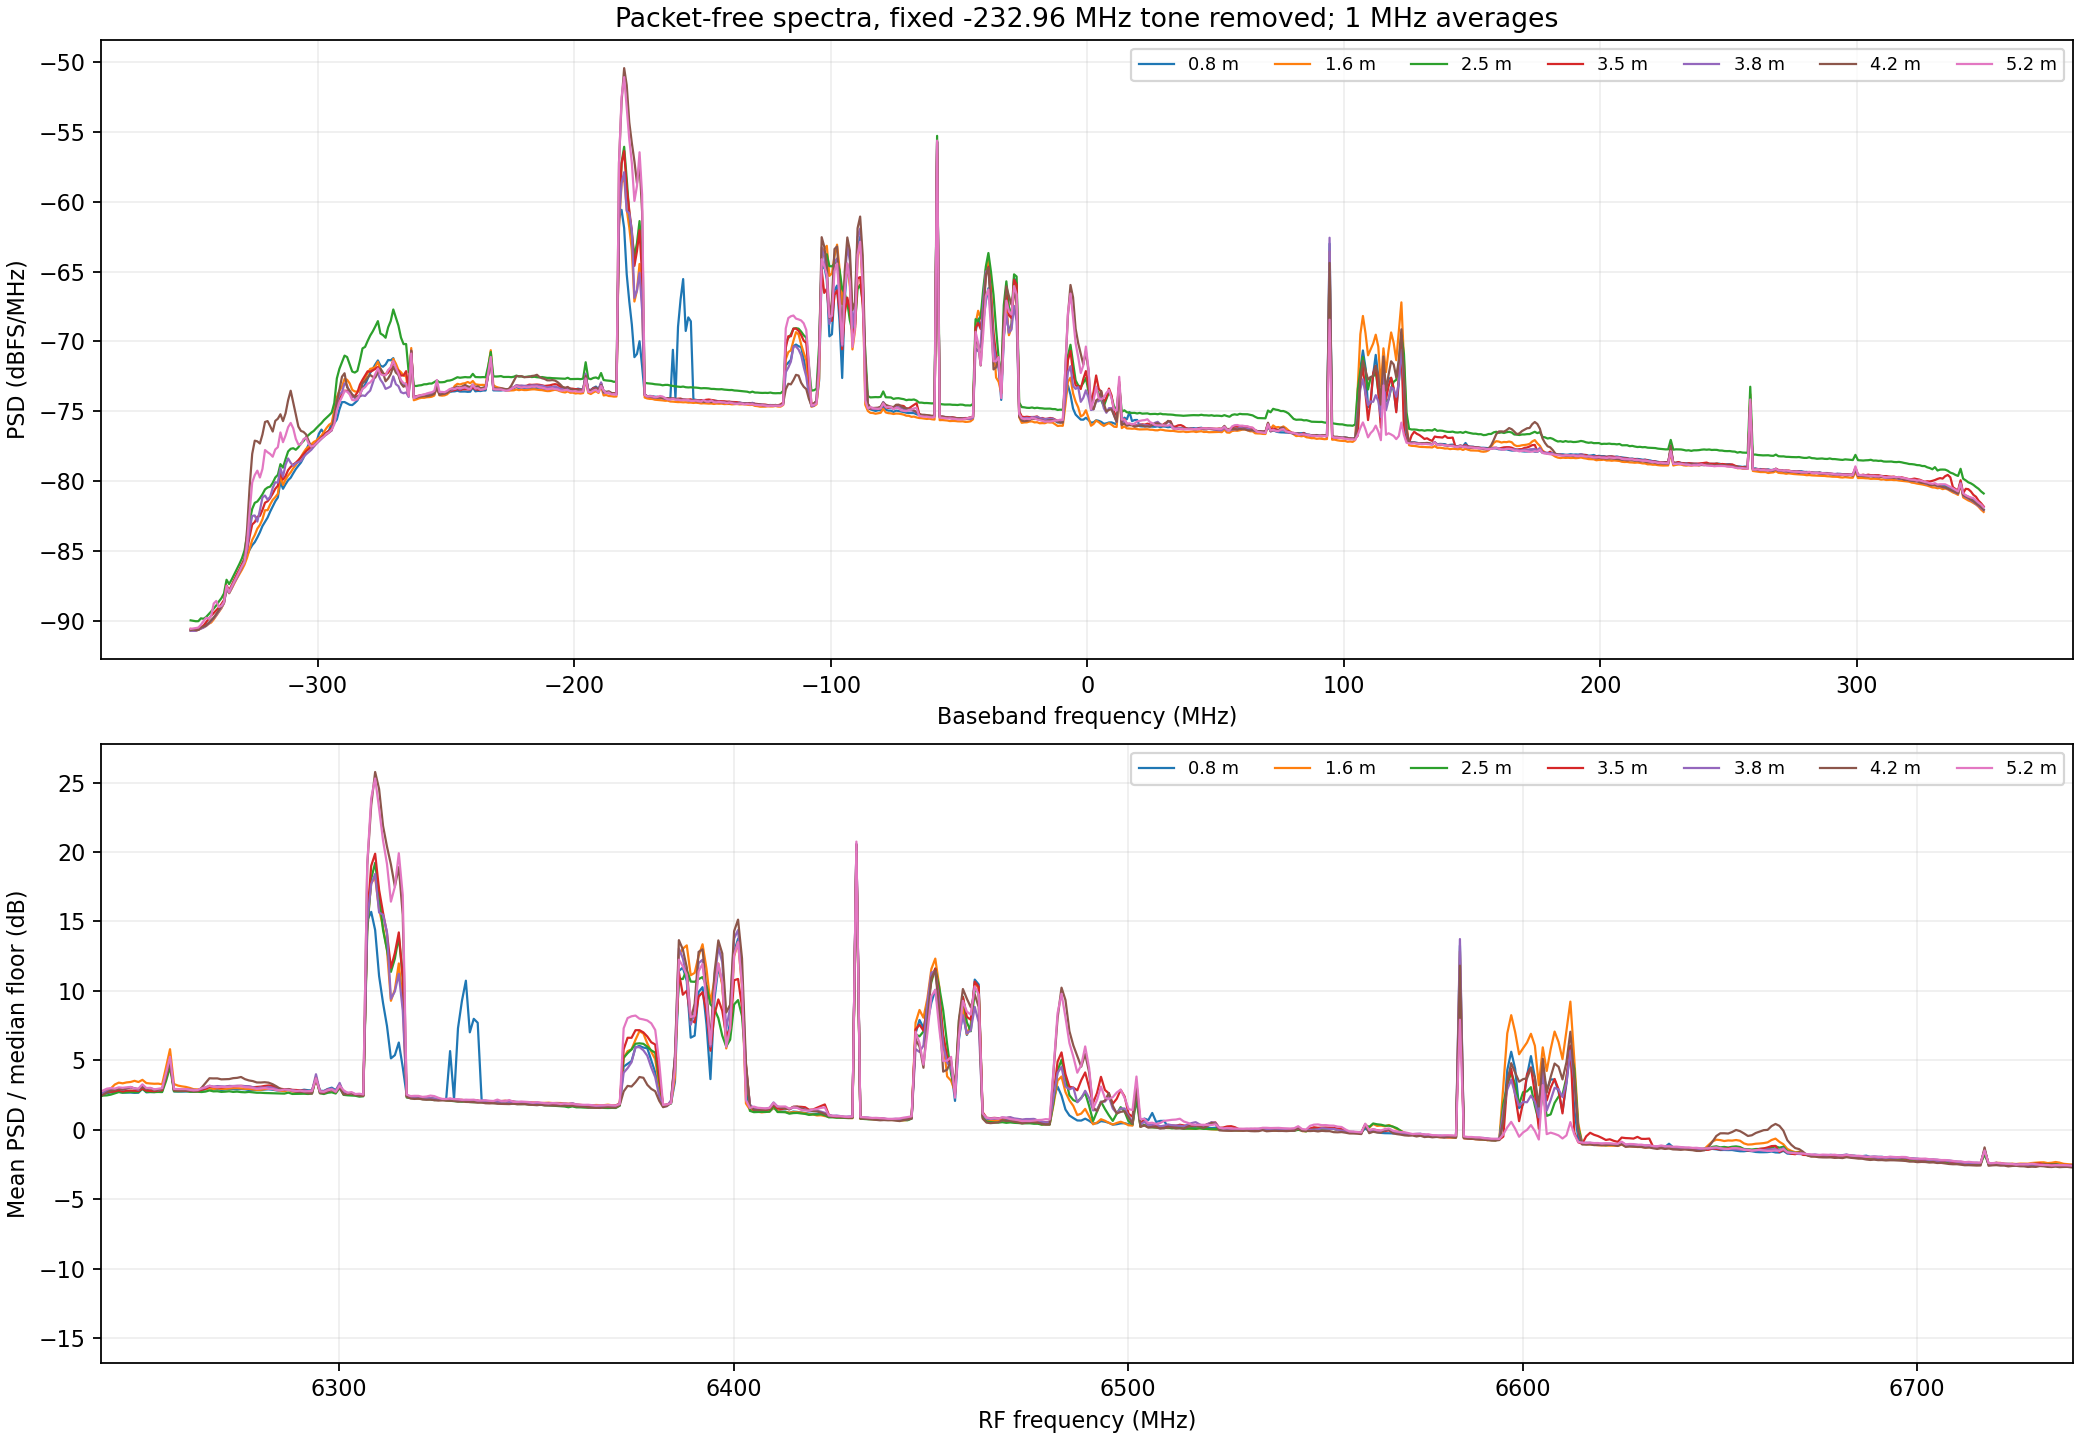 Packet-free spectra, fixed -232.96 MHz tone removed; 1 MHz averages
0.8 m 1.6 m 2.5 m 3.5 m 3.8 m 4.2 m 5.2 m
PSD (dBFS/MHz)
−50
−55
−60
−65
−70
−75
−80
−85
−90
−300 −200 −100 0 100 200 300
Baseband frequency (MHz)
0.8 m 1.6 m 2.5 m 3.5 m 3.8 m 4.2 m 5.2 m
Mean PSD / median floor (dB)
25
20
15
10
5
0
−5
−10
−15
6300 6400 6500 6600 6700
RF frequency (MHz)